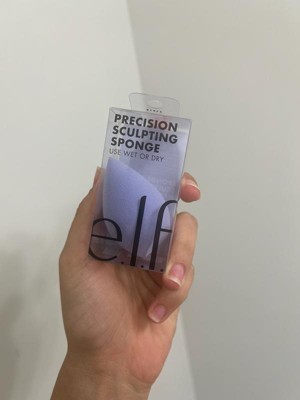 PRECISION
SCULPTING
SPONGE
USE WET OR DRY
e.l.f.